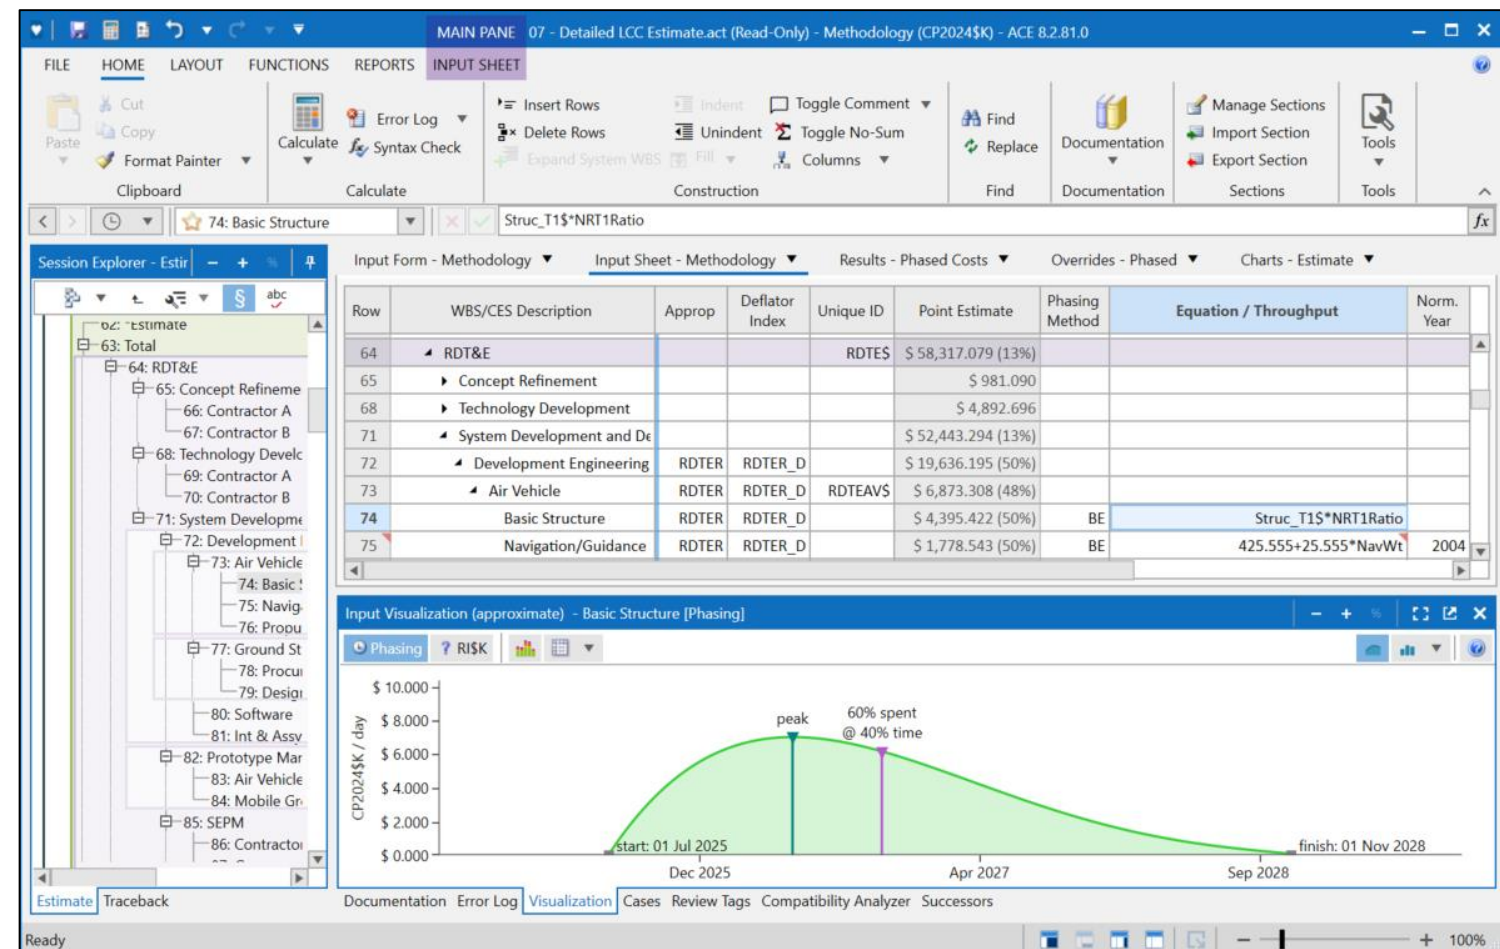 MAIN PANE 07 - Detailed LCC Estimate.act (Read-Only) - Methodology (CP2024$K) - ACE 8.2.81.0
FILE HOME LAYOUT FUNCTIONS REPORTS INPUT SHEET
Paste
Cut
Copy
Format Painter
Clipboard
Calculate
Error Log
Syntax Check
Calculate
Insert Rows
Delete Rows
Expand System WBS
Indent
Unindent
Fill
Toggle Comment
Toggle No-Sum
Columns
Construction
Find
Replace
Find
Documentation
Documentation
Manage Sections
Import Section
Export Section
Sections
Tools
Tools
74: Basic Structure
Struc_T1$*NRT1Ratio
fx
Session Explorer - Estir
§ abc
62: *Estimate
63: Total
64: RDT&E
65: Concept Refineme
66: Contractor A
67: Contractor B
68: Technology Develc
69: Contractor A
70: Contractor B
71: System Developme
72: Development I
73: Air Vehicle
74: Basic S
75: Navig
76: Propu
77: Ground St
78: Procur
79: Design
80: Software
81: Int & Assy
82: Prototype Mar
83: Air Vehicle
84: Mobile Gr
85: SEPM
86: Contractor
Estimate Traceback
Input Form - Methodology Input Sheet - Methodology Results - Phased Costs Overrides - Phased Charts - Estimate
Row WBS/CES Description Approp Deflator Index Unique ID Point Estimate Phasing Method Equation / Throughput Norm. Year
64 RDT&E RDTE$ $ 58,317.079 (13%)
65 Concept Refinement $ 981.090
68 Technology Development $ 4,892.696
71 System Development and De $ 52,443.294 (13%)
72 Development Engineering RDTER RDTER_D $ 19,636.195 (50%)
73 Air Vehicle RDTER RDTER_D RDTEAV$ $ 6,873.308 (48%)
74 Basic Structure RDTER RDTER_D $ 4,395.422 (50%) BE Struc_T1$*NRT1Ratio
75 Navigation/Guidance RDTER RDTER_D $ 1,778.543 (50%) BE 425.555+25.555*NavWt 2004
Input Visualization (approximate) - Basic Structure [Phasing]
Phasing ? RI$K
CP2024$K / day
$ 10.000
$ 8.000
$ 6.000
$ 4.000
$ 2.000
$ 0.000
peak
60% spent
@ 40% time
start: 01 Jul 2025
finish: 01 Nov 2028
Dec 2025 Apr 2027 Sep 2028
Documentation Error Log Visualization Cases Review Tags Compatibility Analyzer Successors
Ready
100%